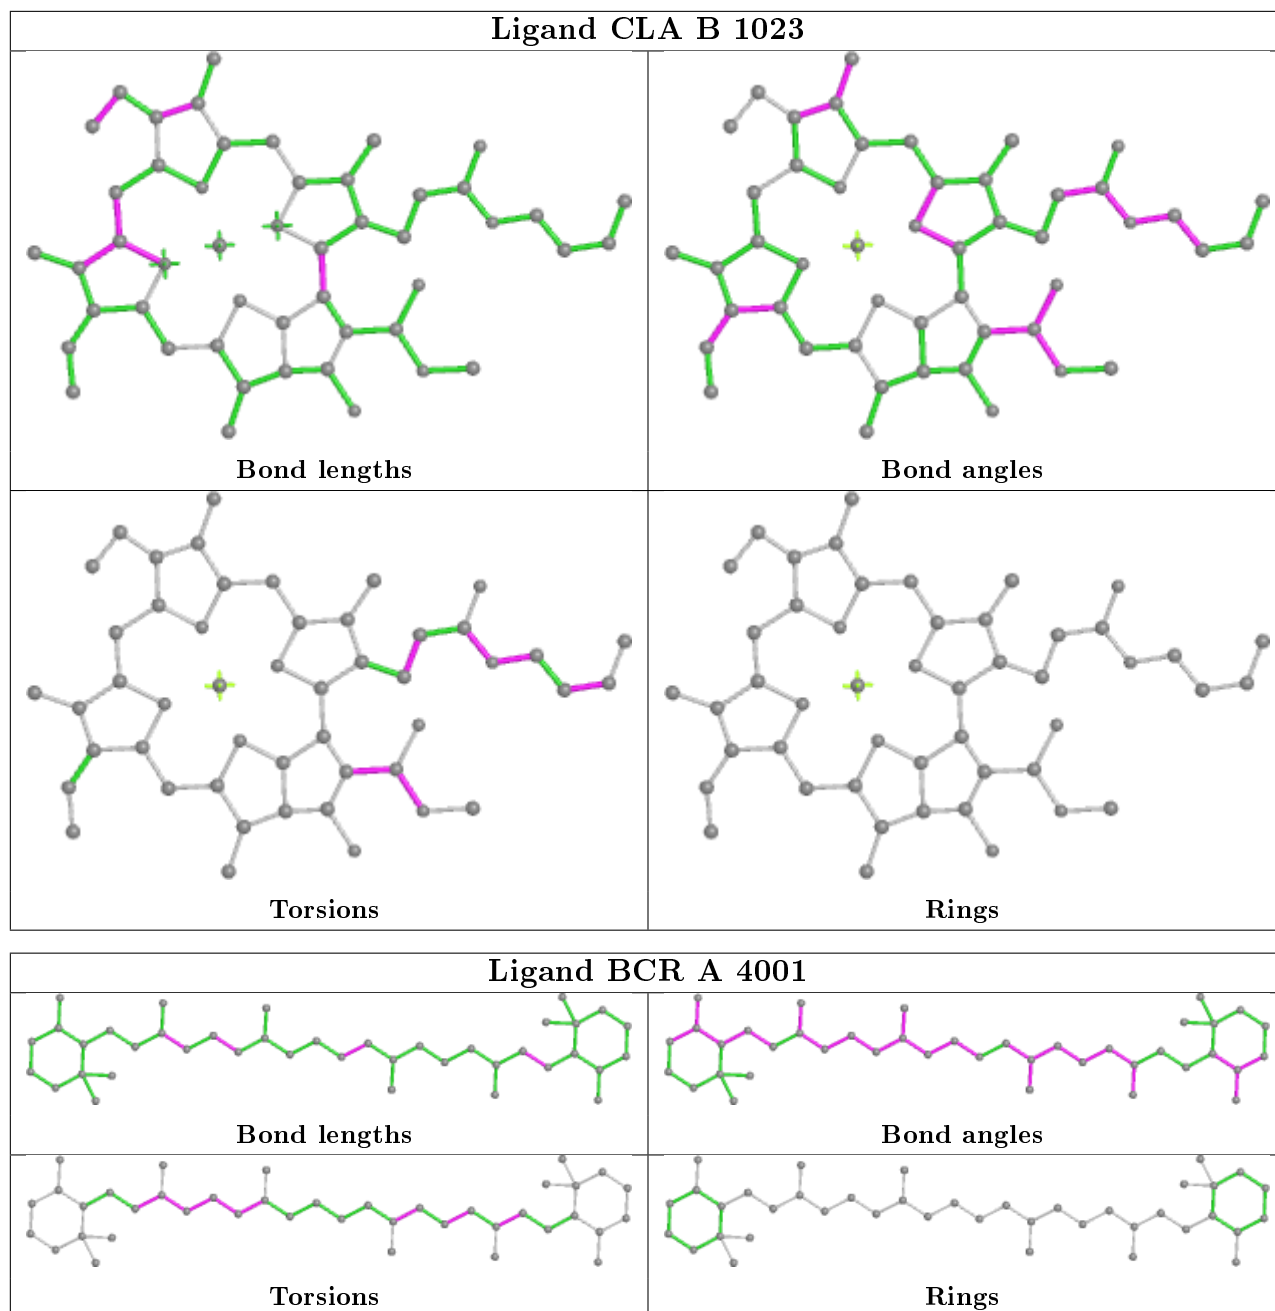 Ligand CLA B 1023
Bond lengths
Bond angles
Torsions
Rings
Ligand BCR A 4001
Bond lengths
Bond angles
Torsions
Rings